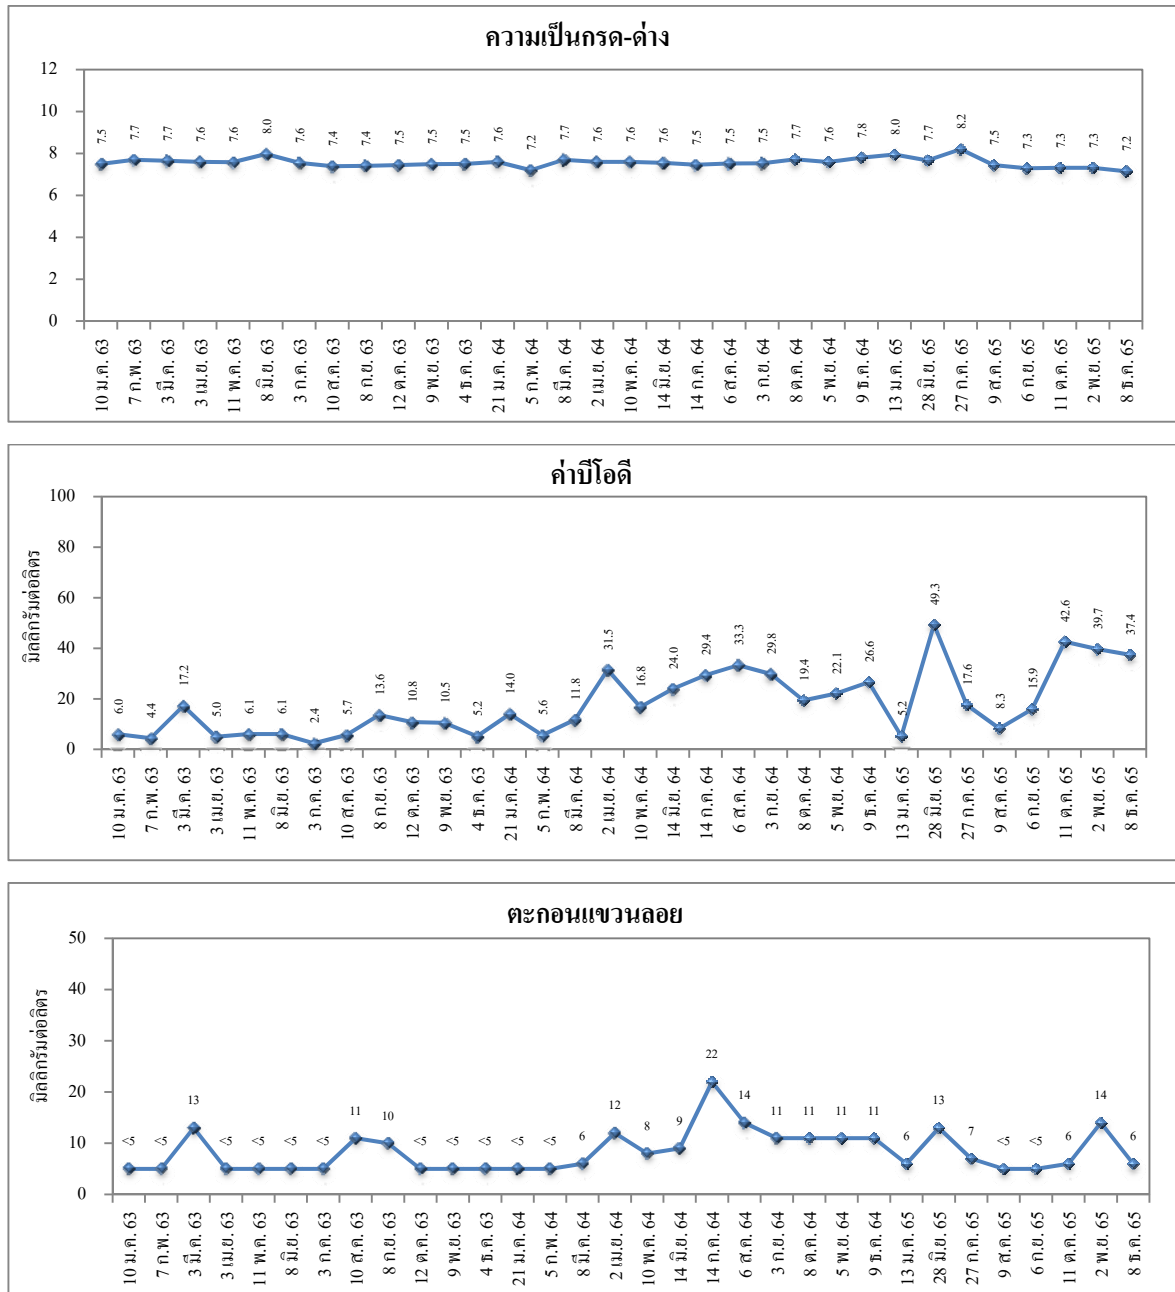 ความเป็นกรด-ด่าง
12
10
8
6
4
2
0
7.5 7.7 7.7 7.6 7.6 8.0 7.6 7.4 7.4 7.5 7.5 7.5 7.6 7.2 7.7 7.6 7.6 7.6 7.5 7.5 7.5 7.7 7.6 7.8 8.0 7.7 8.2 7.5 7.3 7.3 7.3 7.2
10 ม.ค. 63
7 ก.พ. 63
3 มี.ค. 63
3 เม.ย. 63
11 พ.ค. 63
8 มิ.ย. 63
3 ก.ค. 63
10 ส.ค. 63
8 ก.ย. 63
12 ต.ค. 63
9 พ.ย. 63
4 ธ.ค. 63
21 ม.ค. 64
5 ก.พ. 64
8 มี.ค. 64
2 เม.ย. 64
10 พ.ค. 64
14 มิ.ย. 64
14 ก.ค. 64
6 ส.ค. 64
3 ก.ย. 64
8 ต.ค. 64
5 พ.ย. 64
9 ธ.ค. 64
13 ม.ค. 65
28 มิ.ย. 65
27 ก.ค. 65
9 ส.ค. 65
6 ก.ย. 65
11 ต.ค. 65
2 พ.ย. 65
8 ธ.ค. 65
ค่าบีโอดี
มิลลิกรัมต่อลิตร
100
80
60
40
20
0
6.0 4.4 17.2 5.0 6.1 6.1 2.4 5.7 13.6 10.8 10.5 5.2 14.0 5.6 11.8 31.5 16.8 24.0 29.4 33.3 29.8 19.4 22.1 26.6 5.2 49.3 17.6 8.3 15.9 42.6 39.7 37.4
10 ม.ค. 63
7 ก.พ. 63
3 มี.ค. 63
3 เม.ย. 63
11 พ.ค. 63
8 มิ.ย. 63
3 ก.ค. 63
10 ส.ค. 63
8 ก.ย. 63
12 ต.ค. 63
9 พ.ย. 63
4 ธ.ค. 63
21 ม.ค. 64
5 ก.พ. 64
8 มี.ค. 64
2 เม.ย. 64
10 พ.ค. 64
14 มิ.ย. 64
14 ก.ค. 64
6 ส.ค. 64
3 ก.ย. 64
8 ต.ค. 64
5 พ.ย. 64
9 ธ.ค. 64
13 ม.ค. 65
28 มิ.ย. 65
27 ก.ค. 65
9 ส.ค. 65
6 ก.ย. 65
11 ต.ค. 65
2 พ.ย. 65
8 ธ.ค. 65
ตะกอนแขวนลอย
มิลลิกรัมต่อลิตร
50
40
30
20
10
0
<5 <5 13 <5 <5 <5 <5 11 10 <5 <5 <5 <5 <5 6 12 8 9 22 14 11 11 11 11 6 13 7 <5 <5 6 14 6
10 ม.ค. 63
7 ก.พ. 63
3 มี.ค. 63
3 เม.ย. 63
11 พ.ค. 63
8 มิ.ย. 63
3 ก.ค. 63
10 ส.ค. 63
8 ก.ย. 63
12 ต.ค. 63
9 พ.ย. 63
4 ธ.ค. 63
21 ม.ค. 64
5 ก.พ. 64
8 มี.ค. 64
2 เม.ย. 64
10 พ.ค. 64
14 มิ.ย. 64
14 ก.ค. 64
6 ส.ค. 64
3 ก.ย. 64
8 ต.ค. 64
5 พ.ย. 64
9 ธ.ค. 64
13 ม.ค. 65
28 มิ.ย. 65
27 ก.ค. 65
9 ส.ค. 65
6 ก.ย. 65
11 ต.ค. 65
2 พ.ย. 65
8 ธ.ค. 65